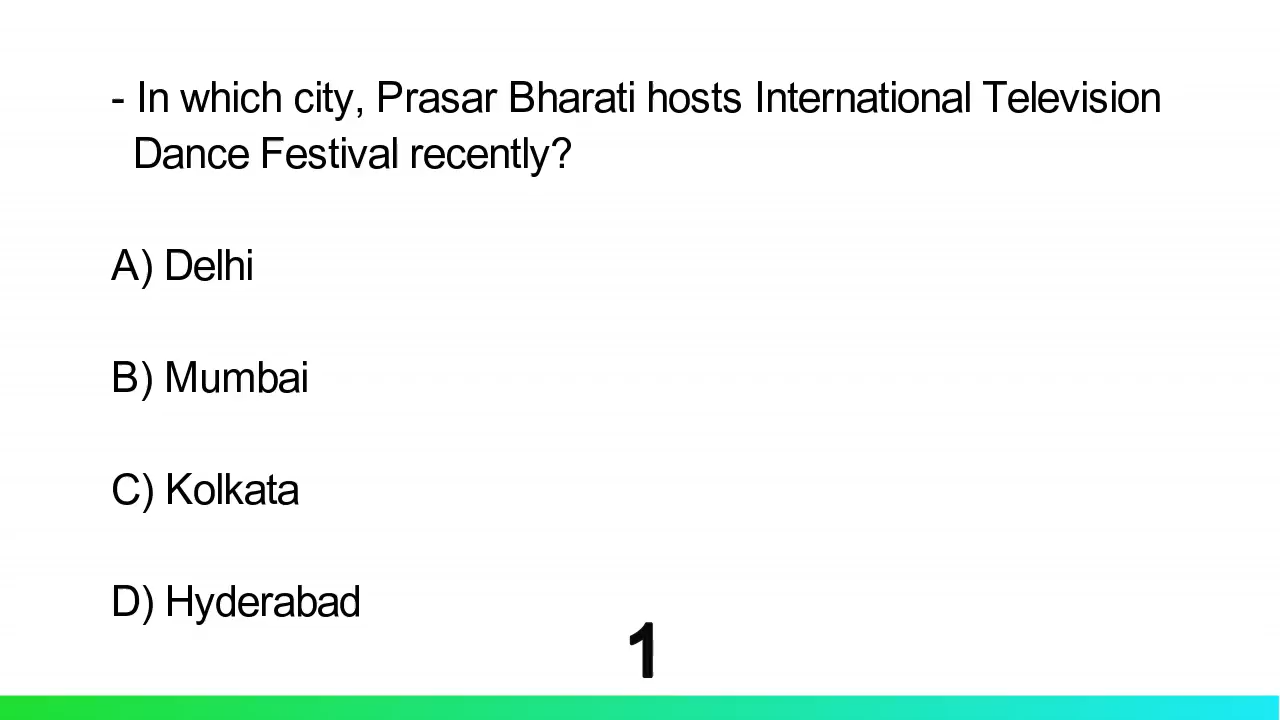 - In which city, Prasar Bharati hosts International Television
Dance Festival recently?
A) Delhi
B) Mumbai
C) Kolkata
D) Hyderabad
1